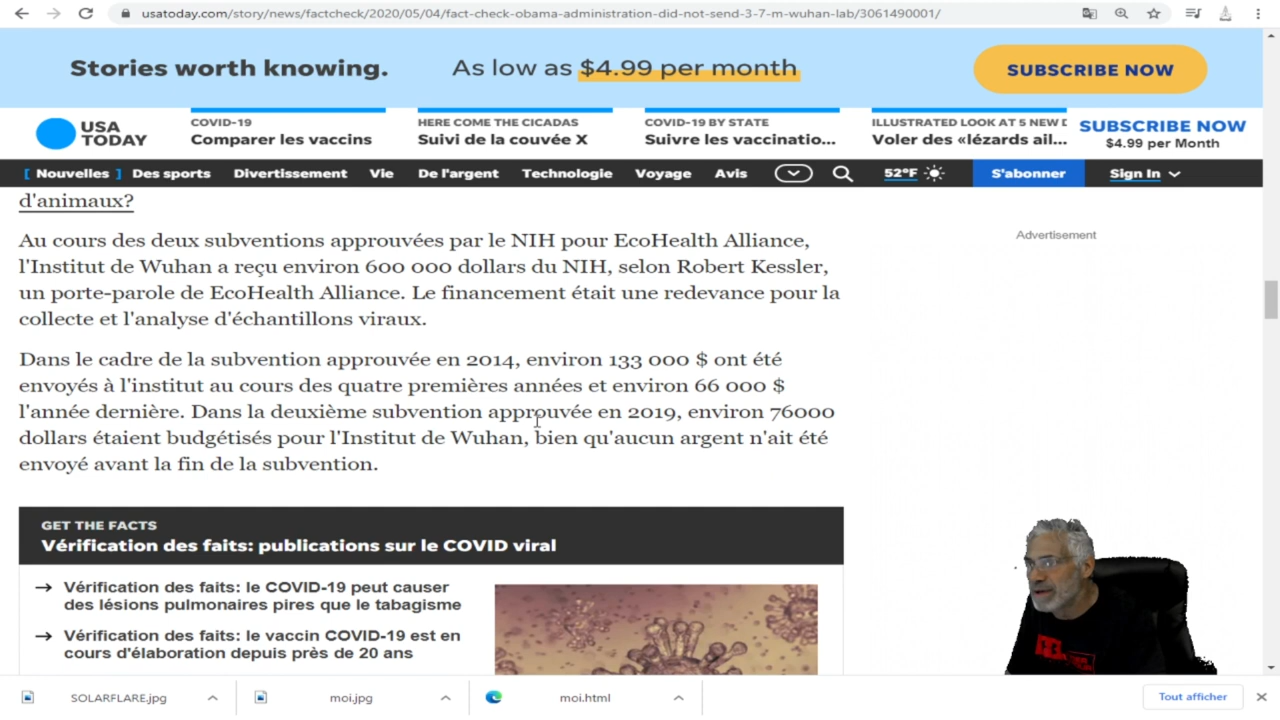 usatoday.com/story/news/factcheck/2020/05/04/fact-check-obama-administration-did-not-send-3-7-m-wuhan-lab/3061490001/
Stories worth knowing. As low as $4.99 per month SUBSCRIBE NOW
USA TODAY
COVID-19
Comparer les vaccins
HERE COME THE CICADAS
Suivi de la couvée X
COVID-19 BY STATE
Suivre les vaccinatio...
ILLUSTRATED LOOK AT 5 NEW D
Voler des «lézards ail...
SUBSCRIBE NOW
$4.99 per Month
[ Nouvelles ] Des sports Divertissement Vie De l'argent Technologie Voyage Avis 52°F S'abonner Sign In
d'animaux?
Au cours des deux subventions approuvées par le NIH pour EcoHealth Alliance,
l'Institut de Wuhan a reçu environ 600 000 dollars du NIH, selon Robert Kessler,
un porte-parole de EcoHealth Alliance. Le financement était une redevance pour la
collecte et l'analyse d'échantillons viraux.
Dans le cadre de la subvention approuvée en 2014, environ 133 000 $ ont été
envoyés à l'institut au cours des quatre premières années et environ 66 000 $
l'année dernière. Dans la deuxième subvention approuvée en 2019, environ 76000
dollars étaient budgétisés pour l'Institut de Wuhan, bien qu'aucun argent n'ait été
envoyé avant la fin de la subvention.
Advertisement
GET THE FACTS
Vérification des faits: publications sur le COVID viral
→ Vérification des faits: le COVID-19 peut causer
des lésions pulmonaires pires que le tabagisme
→ Vérification des faits: le vaccin COVID-19 est en
cours d'élaboration depuis près de 20 ans
SOLARFLARE.jpg moi.jpg moi.html Tout afficher